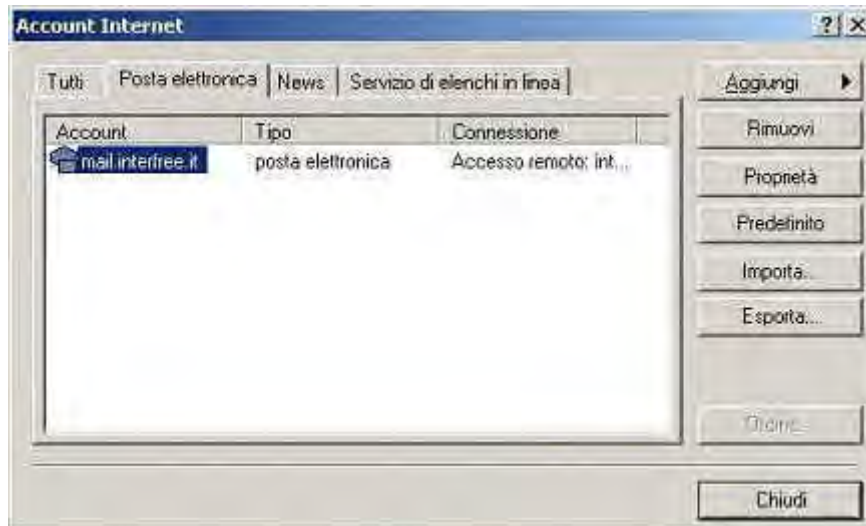 Account Internet
Tutti Posta elettronica News Servizio di elenchi in linea
Account Tipo Connessione
mail.interfree.it posta elettronica Accesso remoto: int...
Aggiungi
Rimuovi
Proprietà
Predefinito
Importa...
Esporta...
Ordine...
Chiudi